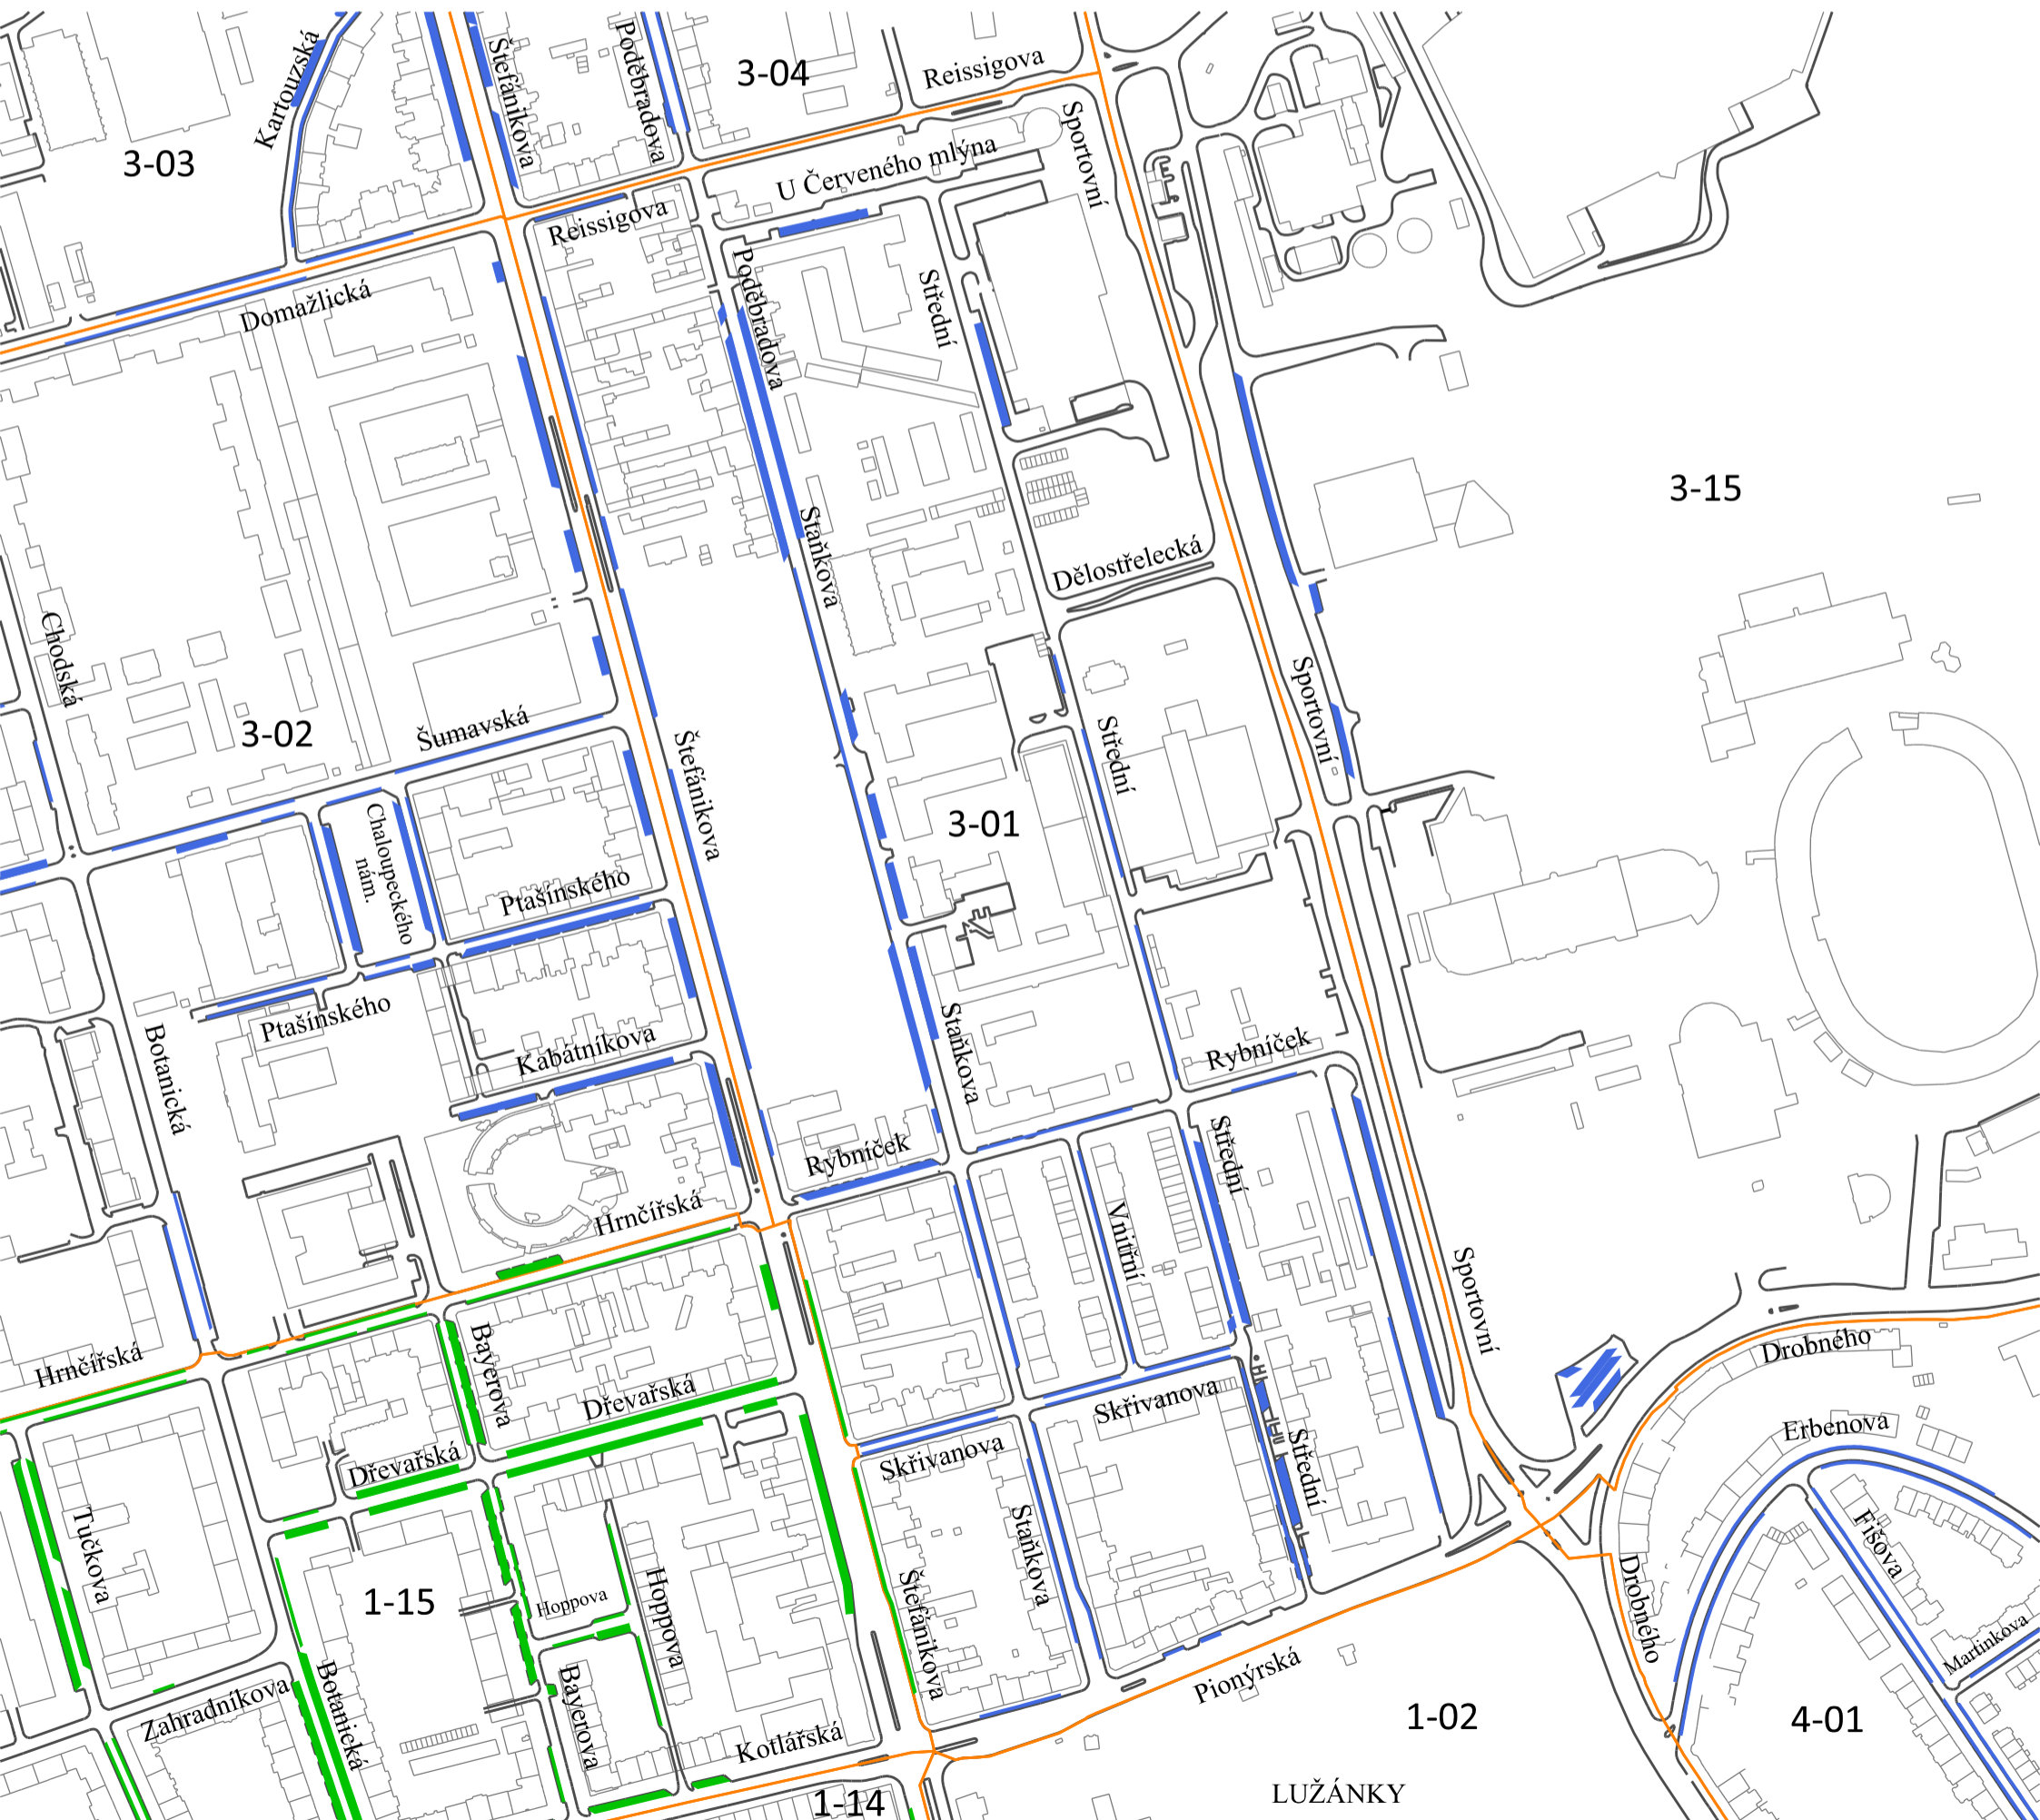 Kartouzská
Štefánikova
Poděbradova
3-04
Reissigova
3-03
Sportovní
U Červeného mlýna
Reissigova
Domažlická
Poděbradova
Střední
3-15
Staňkova
Dělostřelecká
Chodská
Sportovní
3-02
Šumavská
Štefánikova
Střední
Chaloupeckého
nám.
3-01
Ptašínského
Ptašínského
Botanická
Kabátníkova
Staňkova
Rybníček
Rybníček
Střední
Hrnčířská
Vnitřní
Sportovní
Hrnčířská
Bayerova
Drobného
Dřevařská
Skřivanova
Erbenova
Skřivanova
Dřevařská
Střední
Tučkova
Staňkova
Fišova
1-15
Hoppova
Hoppova
Štefánikova
Drobného
Martinkova
Botanická
Bayerova
Zahradníkova
Pionýrská
Kotlářská
1-02
4-01
LUŽÁNKY
1-14